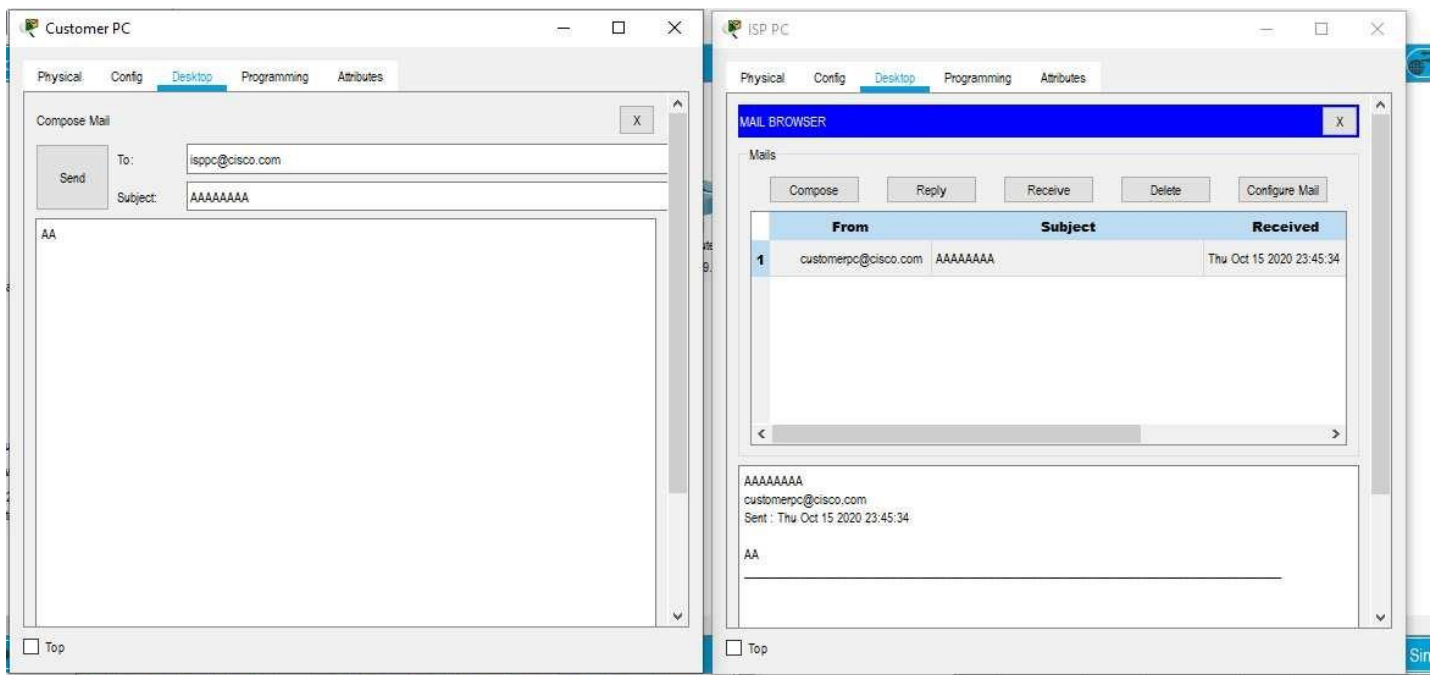 Customer PC
Physical Config Desktop Programming Attributes
Compose Mail X
Send
To: isppc@cisco.com
Subject: AAAAAAAA
AA
Top
ISP PC
Physical Config Desktop Programming Attributes
MAIL BROWSER X
Mails
Compose Reply Receive Delete Configure Mail
From Subject Received
1 customerpc@cisco.com AAAAAAAA Thu Oct 15 2020 23:45:34
AAAAAAAA
customerpc@cisco.com
Sent : Thu Oct 15 2020 23:45:34
AA
Top